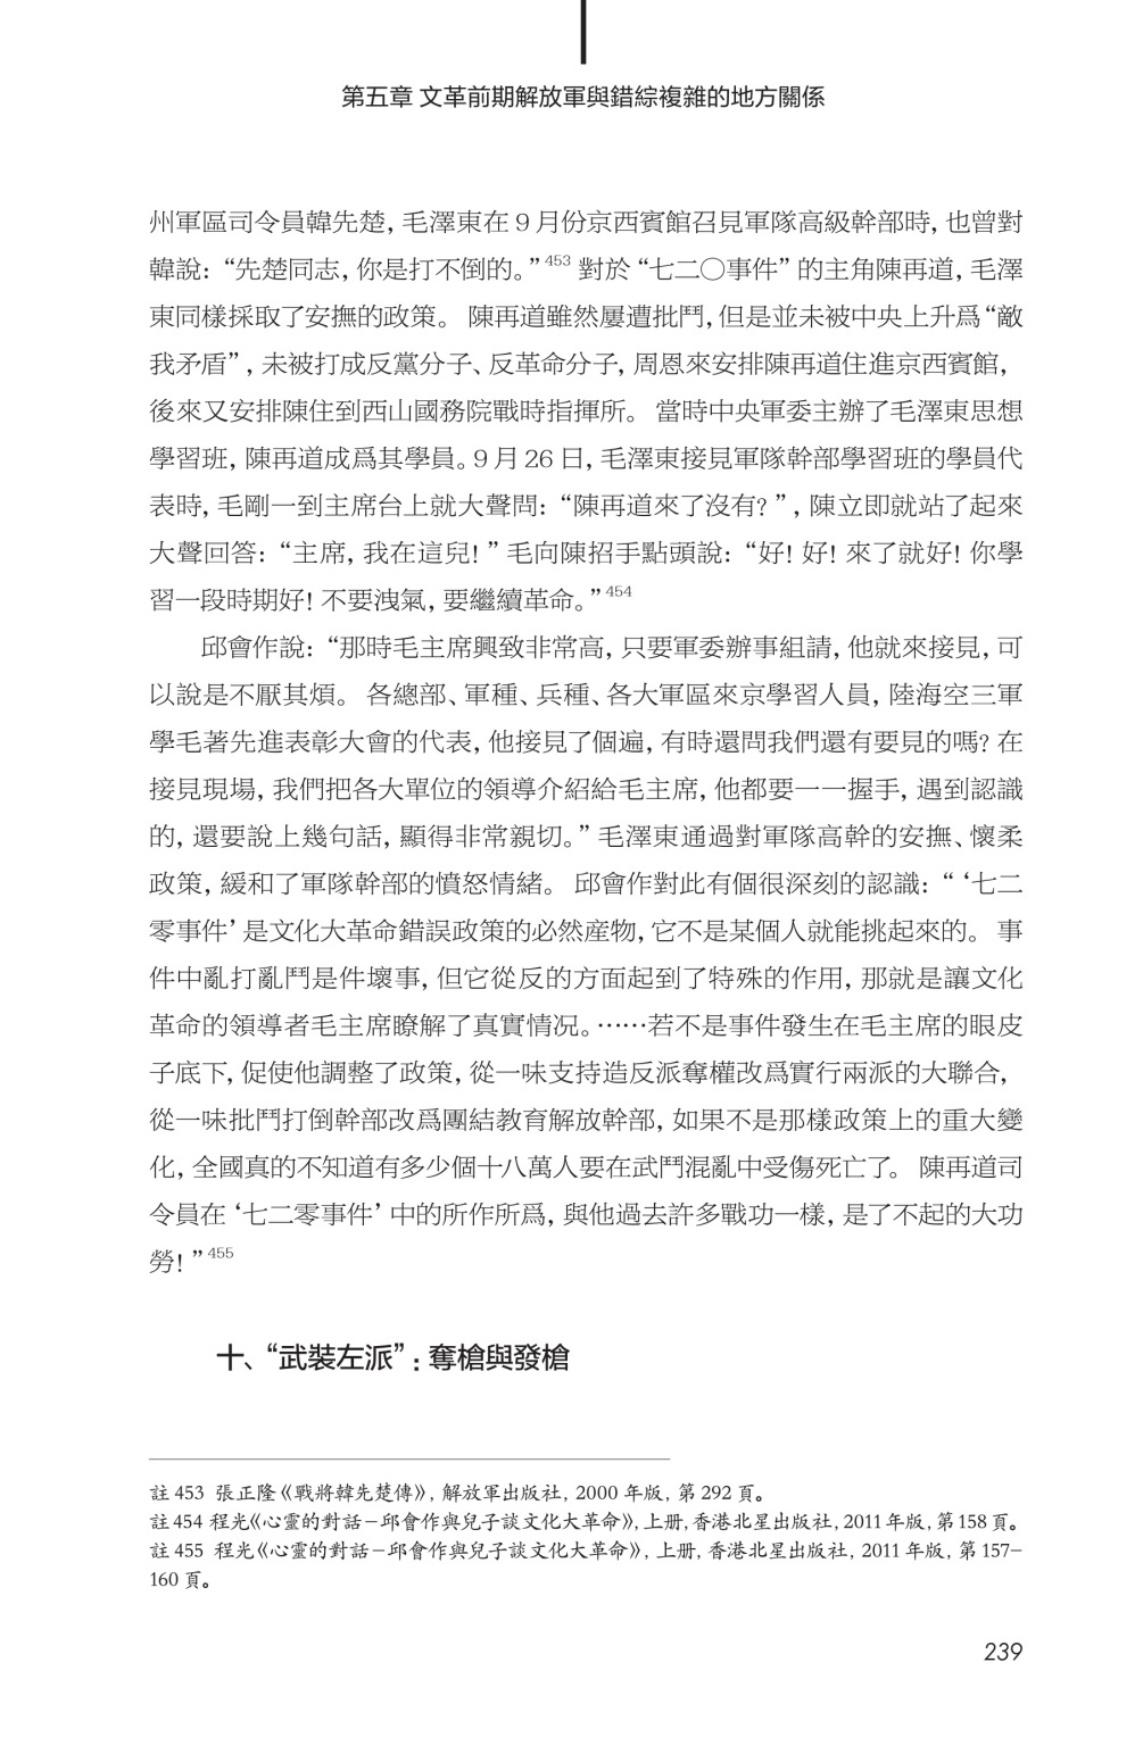 第五章 文革前期解放軍與錯綜複雜的地方關係
州軍區司令員韓先楚，毛澤東在 9 月份京西賓館召見軍隊高級幹部時，也曾對
韓說：“先楚同志，你是打不倒的。”453 對於“七二〇事件”的主角陳再道，毛澤
東同樣採取了安撫的政策。 陳再道雖然屢遭批鬥，但是並未被中央上升爲“敵
我矛盾”，未被打成反黨分子、反革命分子，周恩來安排陳再道住進京西賓館，
後來又安排陳住到西山國務院戰時指揮所。 當時中央軍委主辦了毛澤東思想
學習班，陳再道成爲其學員。9 月 26 日，毛澤東接見軍隊幹部學習班的學員代
表時，毛剛一到主席台上就大聲問：“陳再道來了沒有？”，陳立即就站了起來
大聲回答：“主席，我在這兒！”毛向陳招手點頭說：“好！好！來了就好！你學
習一段時期好！不要洩氣，要繼續革命。”454
邱會作說：“那時毛主席興致非常高，只要軍委辦事組請，他就來接見，可
以說是不厭其煩。 各總部、軍種、兵種、各大軍區來京學習人員，陸海空三軍
學毛著先進表彰大會的代表，他接見了個遍，有時還問我們還有要見的嗎？在
接見現場，我們把各大單位的領導介紹給毛主席，他都要一一握手，遇到認識
的，還要說上幾句話，顯得非常親切。”毛澤東通過對軍隊高幹的安撫、懷柔
政策，緩和了軍隊幹部的憤怒情緒。 邱會作對此有個很深刻的認識：“‘七二
零事件’是文化大革命錯誤政策的必然産物，它不是某個人就能挑起來的。 事
件中亂打亂鬥是件壞事，但它從反的方面起到了特殊的作用，那就是讓文化
革命的領導者毛主席瞭解了真實情況。……若不是事件發生在毛主席的眼皮
子底下，促使他調整了政策，從一味支持造反派奪權改爲實行兩派的大聯合，
從一味批鬥打倒幹部改爲團結教育解放幹部，如果不是那樣政策上的重大變
化，全國真的不知道有多少個十八萬人要在武鬥混亂中受傷死亡了。 陳再道司
令員在‘七二零事件’中的所作所爲，與他過去許多戰功一樣，是了不起的大功
勞！”455
十、“武裝左派”：奪槍與發槍
註 453 張正隆《戰將韓先楚傳》，解放軍出版社，2000 年版，第 292 頁。
註 454 程光《心靈的對話－邱會作與兒子談文化大革命》，上册，香港北星出版社，2011 年版，第 158 頁。
註 455 程光《心靈的對話－邱會作與兒子談文化大革命》，上册，香港北星出版社，2011 年版，第 157–
160 頁。
239